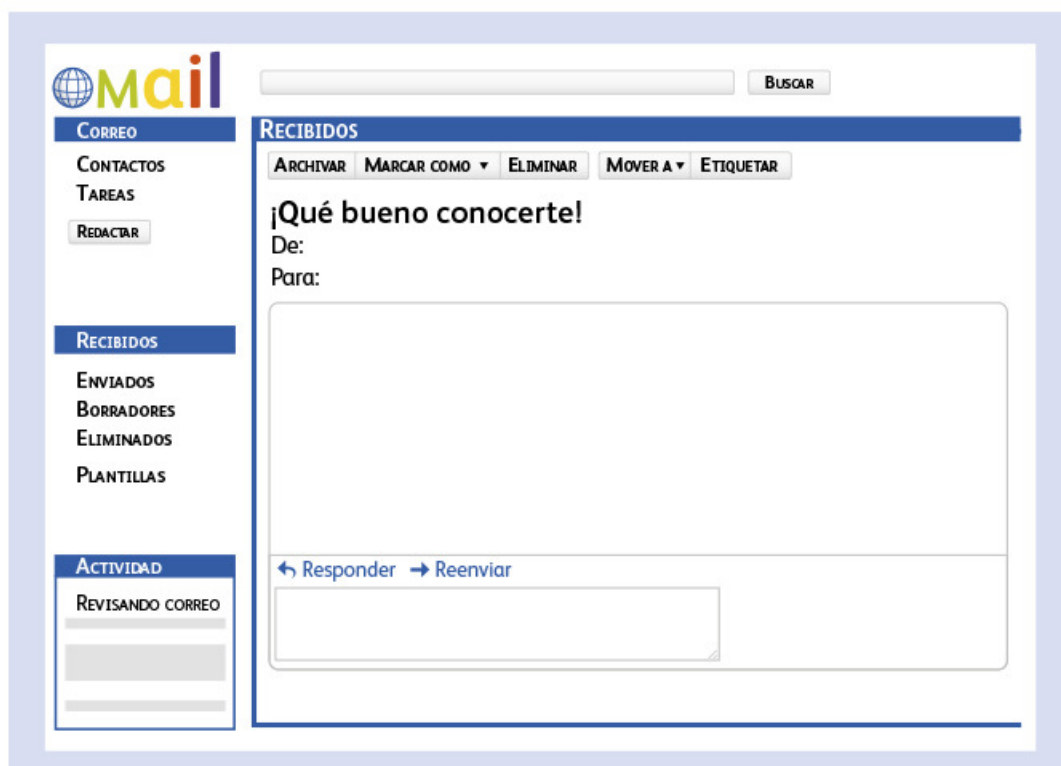 Mail
BUSCAR
CORREO
CONTACTOS
TAREAS
REDACTAR
RECIBIDOS
ENVIADOS
BORRADORES
ELIMINADOS
PLANTILLAS
ACTIVIDAD
REVISANDO CORREO
RECIBIDOS
ARCHIVAR MARCAR COMO ▾ ELIMINAR MOVER A ▾ ETIQUETAR
¡Qué bueno conocerte!
De:
Para:
Responder Reenviar